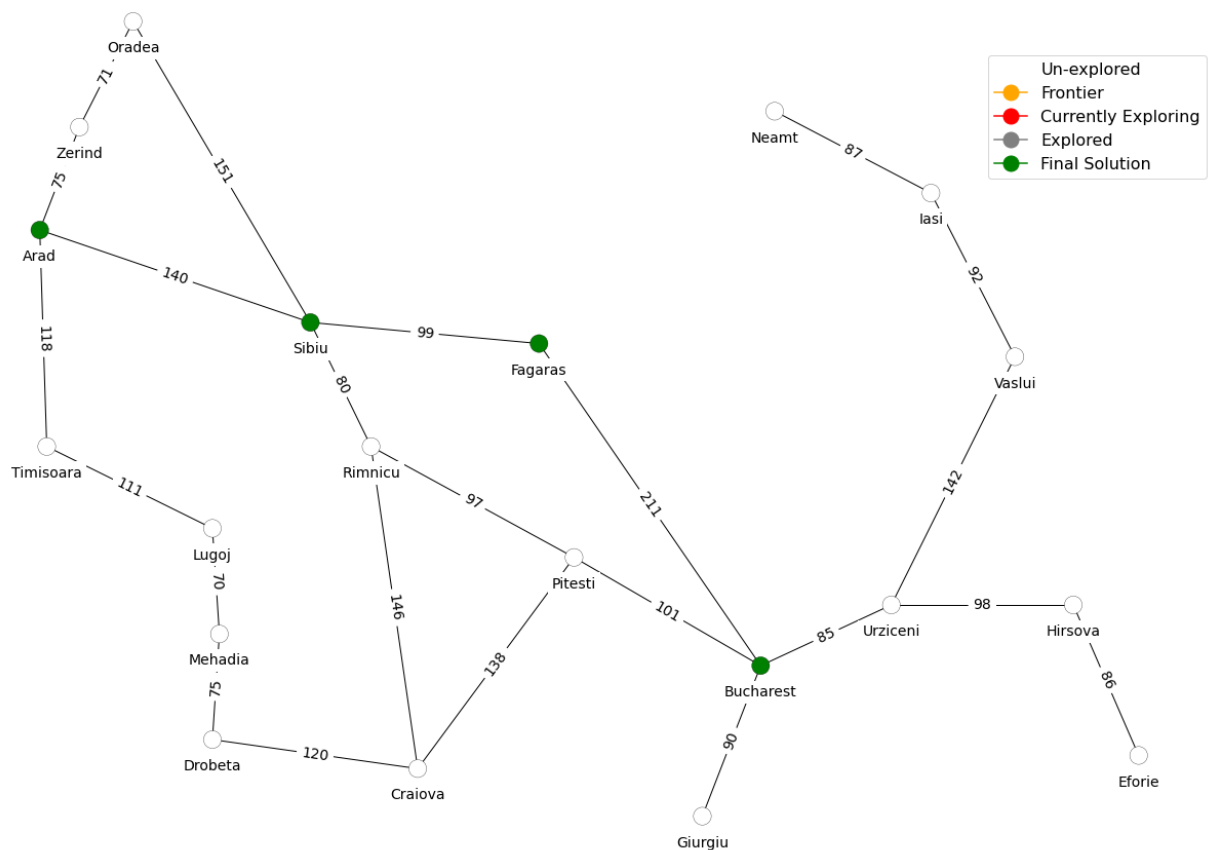 Oradea
71
Zerind
75
Arad
151
140
118
Sibiu
99
Fagaras
80
Timisoara
111
Rimnicu
97
211
Lugoj
70
Pitesti
146
101
138
Mehadia
75
Drobeta
120
Craiova
Bucharest
85
90
Giurgiu
Urziceni
98
Hirsova
86
Eforie
142
Vaslui
92
Iasi
87
Neamt
Un-explored
Frontier
Currently Exploring
Explored
Final Solution